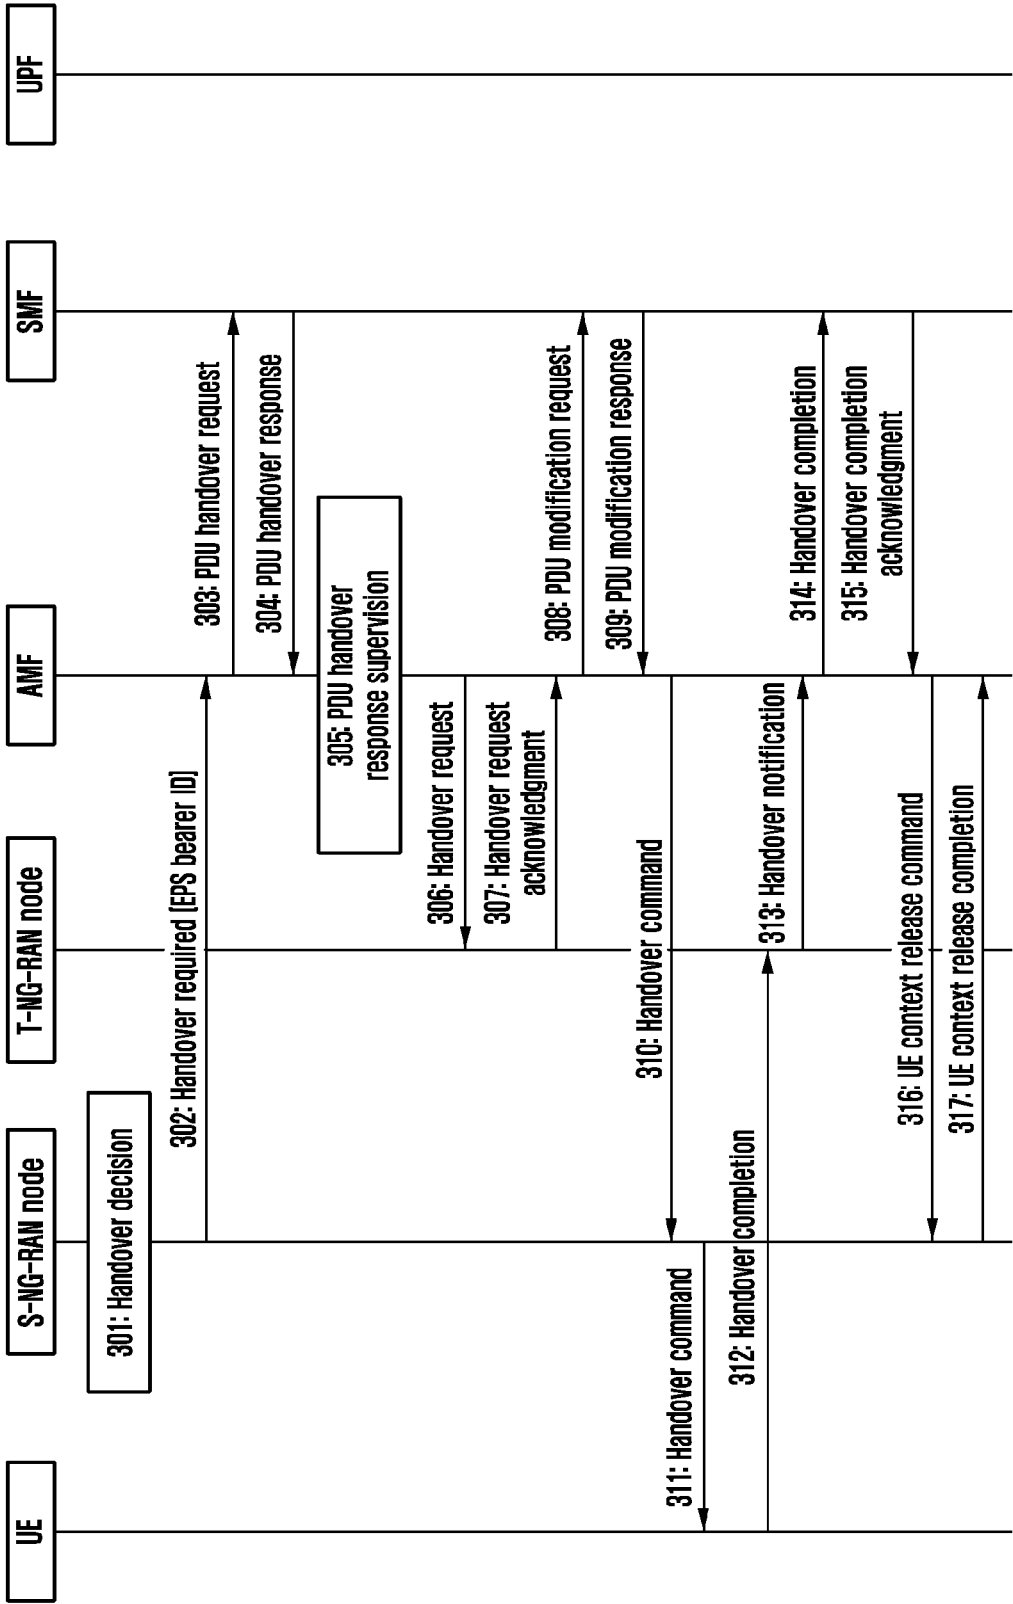 UE
S-NG-RAN node
T-NG-RAN node
AMF
SMF
UPF
301: Handover decision
302: Handover required (EPS bearer ID)
303: PDU handover request
304: PDU handover response
305: PDU handover
response supervision
306: Handover request
307: Handover request
acknowledgment
308: PDU modification request
309: PDU modification response
310: Handover command
311: Handover command
312: Handover completion
313: Handover notification
314: Handover completion
315: Handover completion
acknowledgment
316: UE context release command
317: UE context release completion